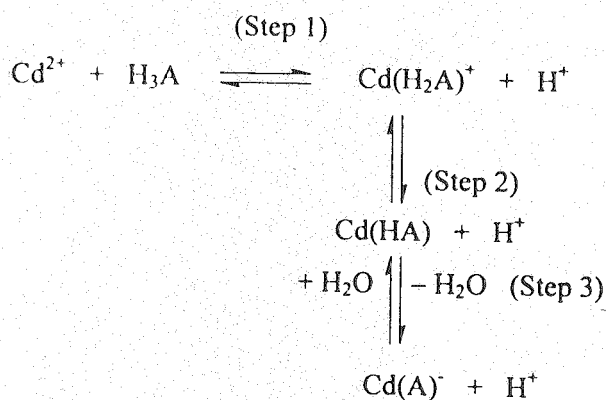 (Step 1)
Cd²⁺ + H₃A ⇌ Cd(H₂A)⁺ + H⁺
(Step 2)
Cd(HA) + H⁺
+ H₂O – H₂O (Step 3)
Cd(A)⁻ + H⁺